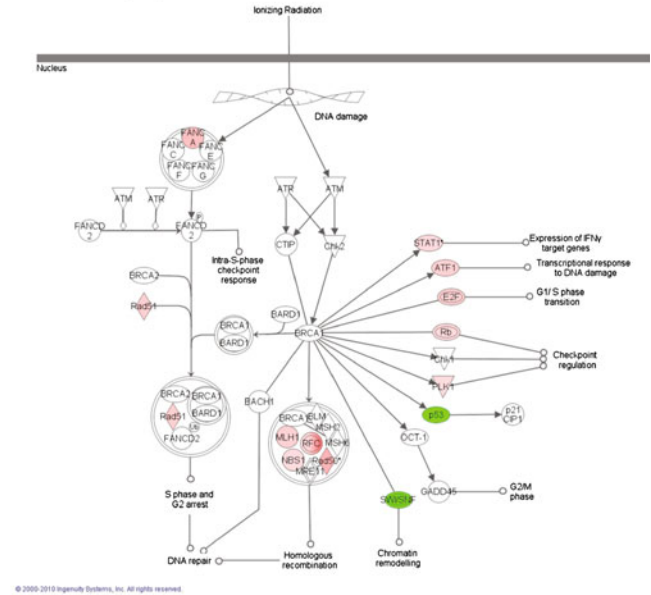 Ionizing Radiation
Nucleus
DNA damage
FANC
A
FANC
C
FANC
E
FANC
F
FANC
G
ATM
ATR
ATR
ATM
FANCD
2
P
FANCD
2
CTIP
Chk2
Intra-S-phase
checkpoint
response
STAT1*
Expression of IFNγ
target genes
ATF1
Transcriptional response
to DNA damage
E2F
G1/ S phase
transition
BRCA2
Rad51
BARD1
BRCA1
BARD1
BRCA1
Rb
Chk1
Checkpoint
regulation
PLK1
BRCA2
BRCA1
BARD1
Rad51
Ub
FANCD2
BACH1
BRCA1
BLM
MSH2
MLH1
RFC
MSH6
NBS1
Rad50*
MRE11
p53
p21
CIP1
OCT-1
GADD45
G2/M
phase
SWI/SNF
S phase and
G2 arrest
DNA repair
Homologous
recombination
Chromatin
remodelling
© 2000-2010 Ingenuity Systems, Inc. All rights reserved.